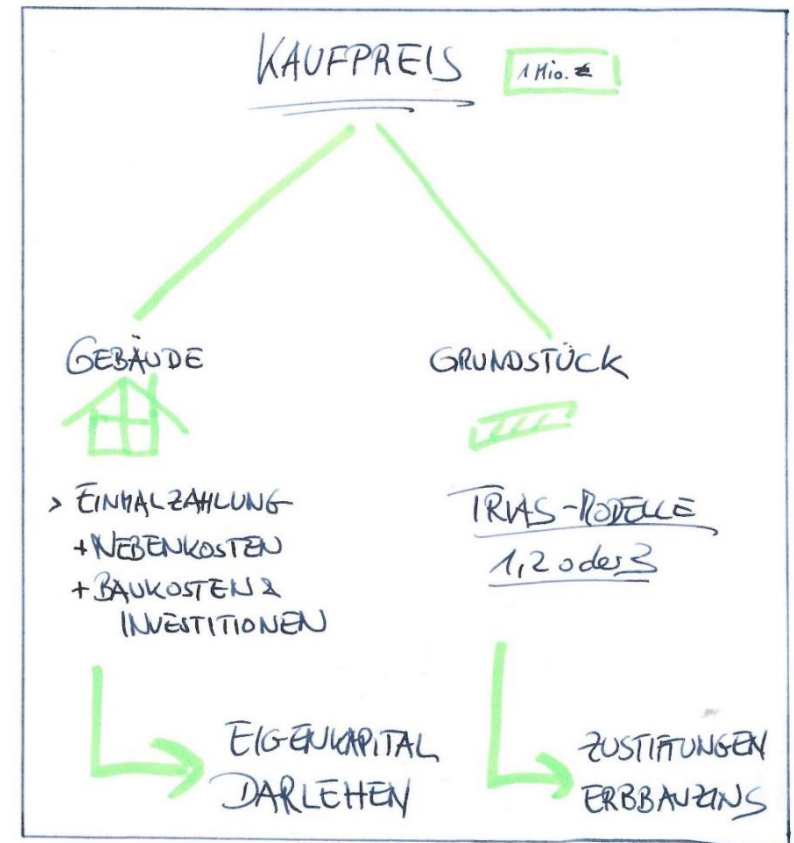 KAUFPREIS
1 Mio. €
GEBÄUDE
> EINMALZAHLUNG
+ NEBENKOSTEN
+ BAUKOSTEN &
INVESTITIONEN
EIGENKAPITAL
DARLEHEN
GRUNDSTÜCK
TRIAS-MODELLE
1, 2 oder 3
ZUSTIFTUNGEN
ERBBAUZINS